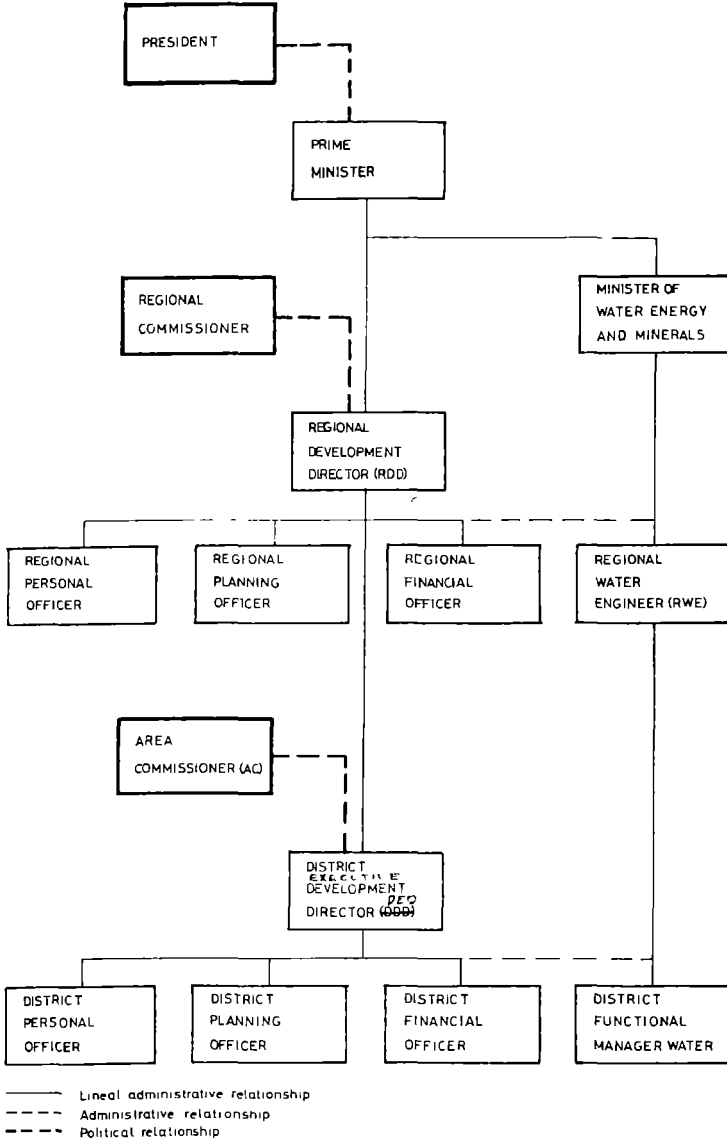 PRESIDENT
PRIME
MINISTER
REGIONAL
COMMISSIONER
MINISTER OF
WATER ENERGY
AND MINERALS
REGIONAL
DEVELOPMENT
DIRECTOR (RDD)
REGIONAL
PERSONAL
OFFICER
REGIONAL
PLANNING
OFFICER
REGIONAL
FINANCIAL
OFFICER
REGIONAL
WATER
ENGINEER (RWE)
AREA
COMMISSIONER (AC)
DISTRICT
EXECUTIVE
DEVELOPMENT
DED
DIRECTOR (DDD)
DISTRICT
PERSONAL
OFFICER
DISTRICT
PLANNING
OFFICER
DISTRICT
FINANCIAL
OFFICER
DISTRICT
FUNCTIONAL
MANAGER WATER
Lineal administrative relationship
Administrative relationship
Political relationship